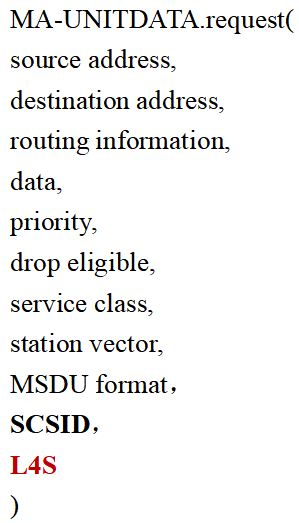 MA-UNITDATA.request(
source address,
destination address,
routing information,
data,
priority,
drop eligible,
service class,
station vector,
MSDU format，
SCSID，
L4S
)